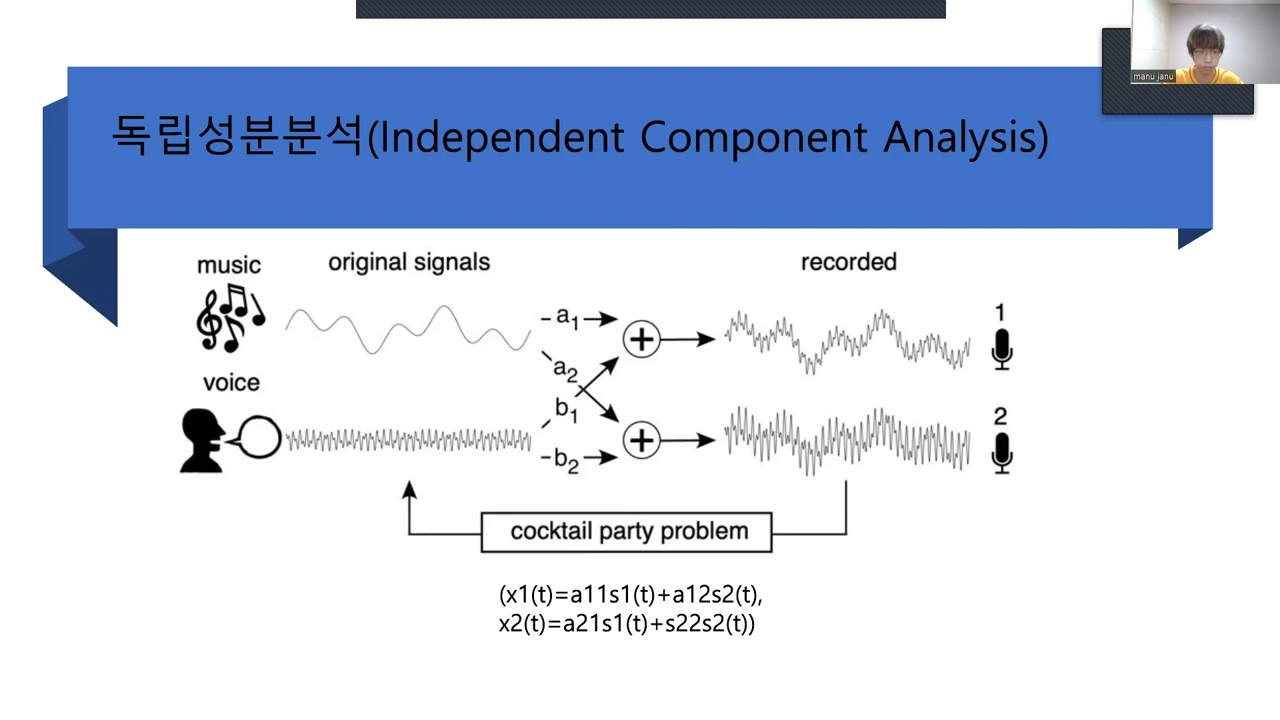 manu janu
독립성분분석(Independent Component Analysis)
music
original signals
recorded
a1
1
a2
voice
b1
2
b2
cocktail party problem
(x1(t)=a11s1(t)+a12s2(t),
x2(t)=a21s1(t)+s22s2(t))